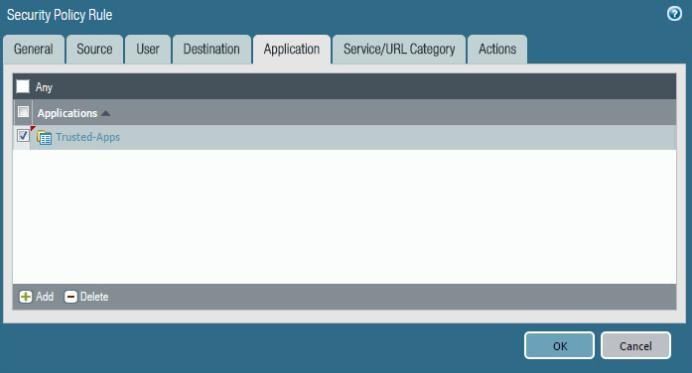 Security Policy Rule
General Source User Destination Application Service/URL Category Actions
Any
Applications
Trusted-Apps
Add Delete
OK Cancel